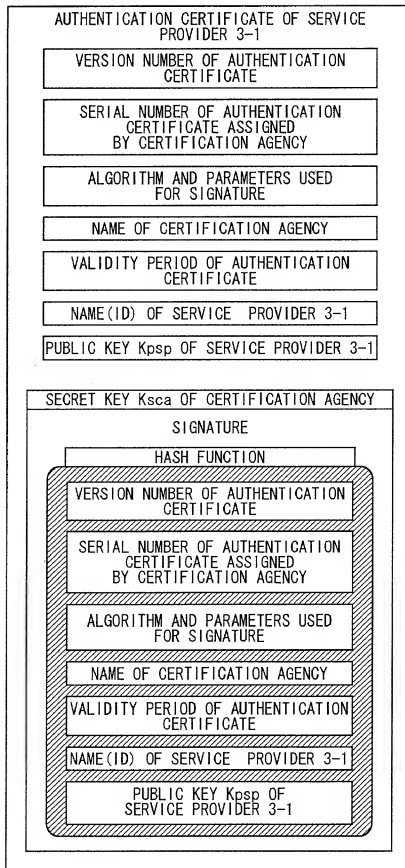 AUTHENTICATION CERTIFICATE OF SERVICE
PROVIDER 3-1
VERSION NUMBER OF AUTHENTICATION
CERTIFICATE
SERIAL NUMBER OF AUTHENTICATION
CERTIFICATE ASSIGNED
BY CERTIFICATION AGENCY
ALGORITHM AND PARAMETERS USED
FOR SIGNATURE
NAME OF CERTIFICATION AGENCY
VALIDITY PERIOD OF AUTHENTICATION
CERTIFICATE
NAME(ID) OF SERVICE PROVIDER 3-1
PUBLIC KEY Kpsp OF SERVICE PROVIDER 3-1
SECRET KEY Ksca OF CERTIFICATION AGENCY
SIGNATURE
HASH FUNCTION
VERSION NUMBER OF AUTHENTICATION
CERTIFICATE
SERIAL NUMBER OF AUTHENTICATION
CERTIFICATE ASSIGNED
BY CERTIFICATION AGENCY
ALGORITHM AND PARAMETERS USED
FOR SIGNATURE
NAME OF CERTIFICATION AGENCY
VALIDITY PERIOD OF AUTHENTICATION
CERTIFICATE
NAME(ID) OF SERVICE PROVIDER 3-1
PUBLIC KEY Kpsp OF
SERVICE PROVIDER 3-1